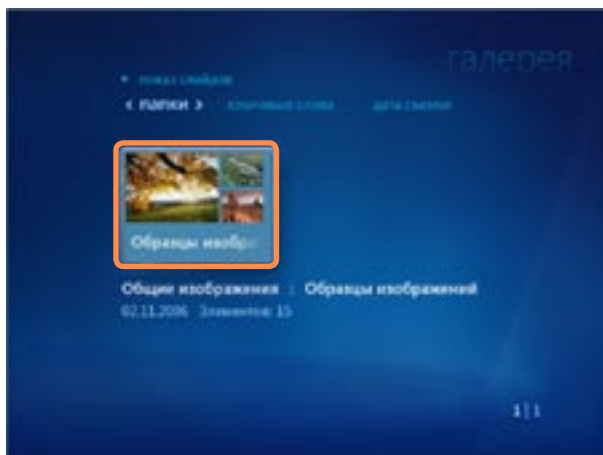 галерея
показ слайдов
папки ключевые слова дата съемки
Образцы изобр
Общие изображения : Образцы изображений
02.11.2006 Элементов: 15
1|1